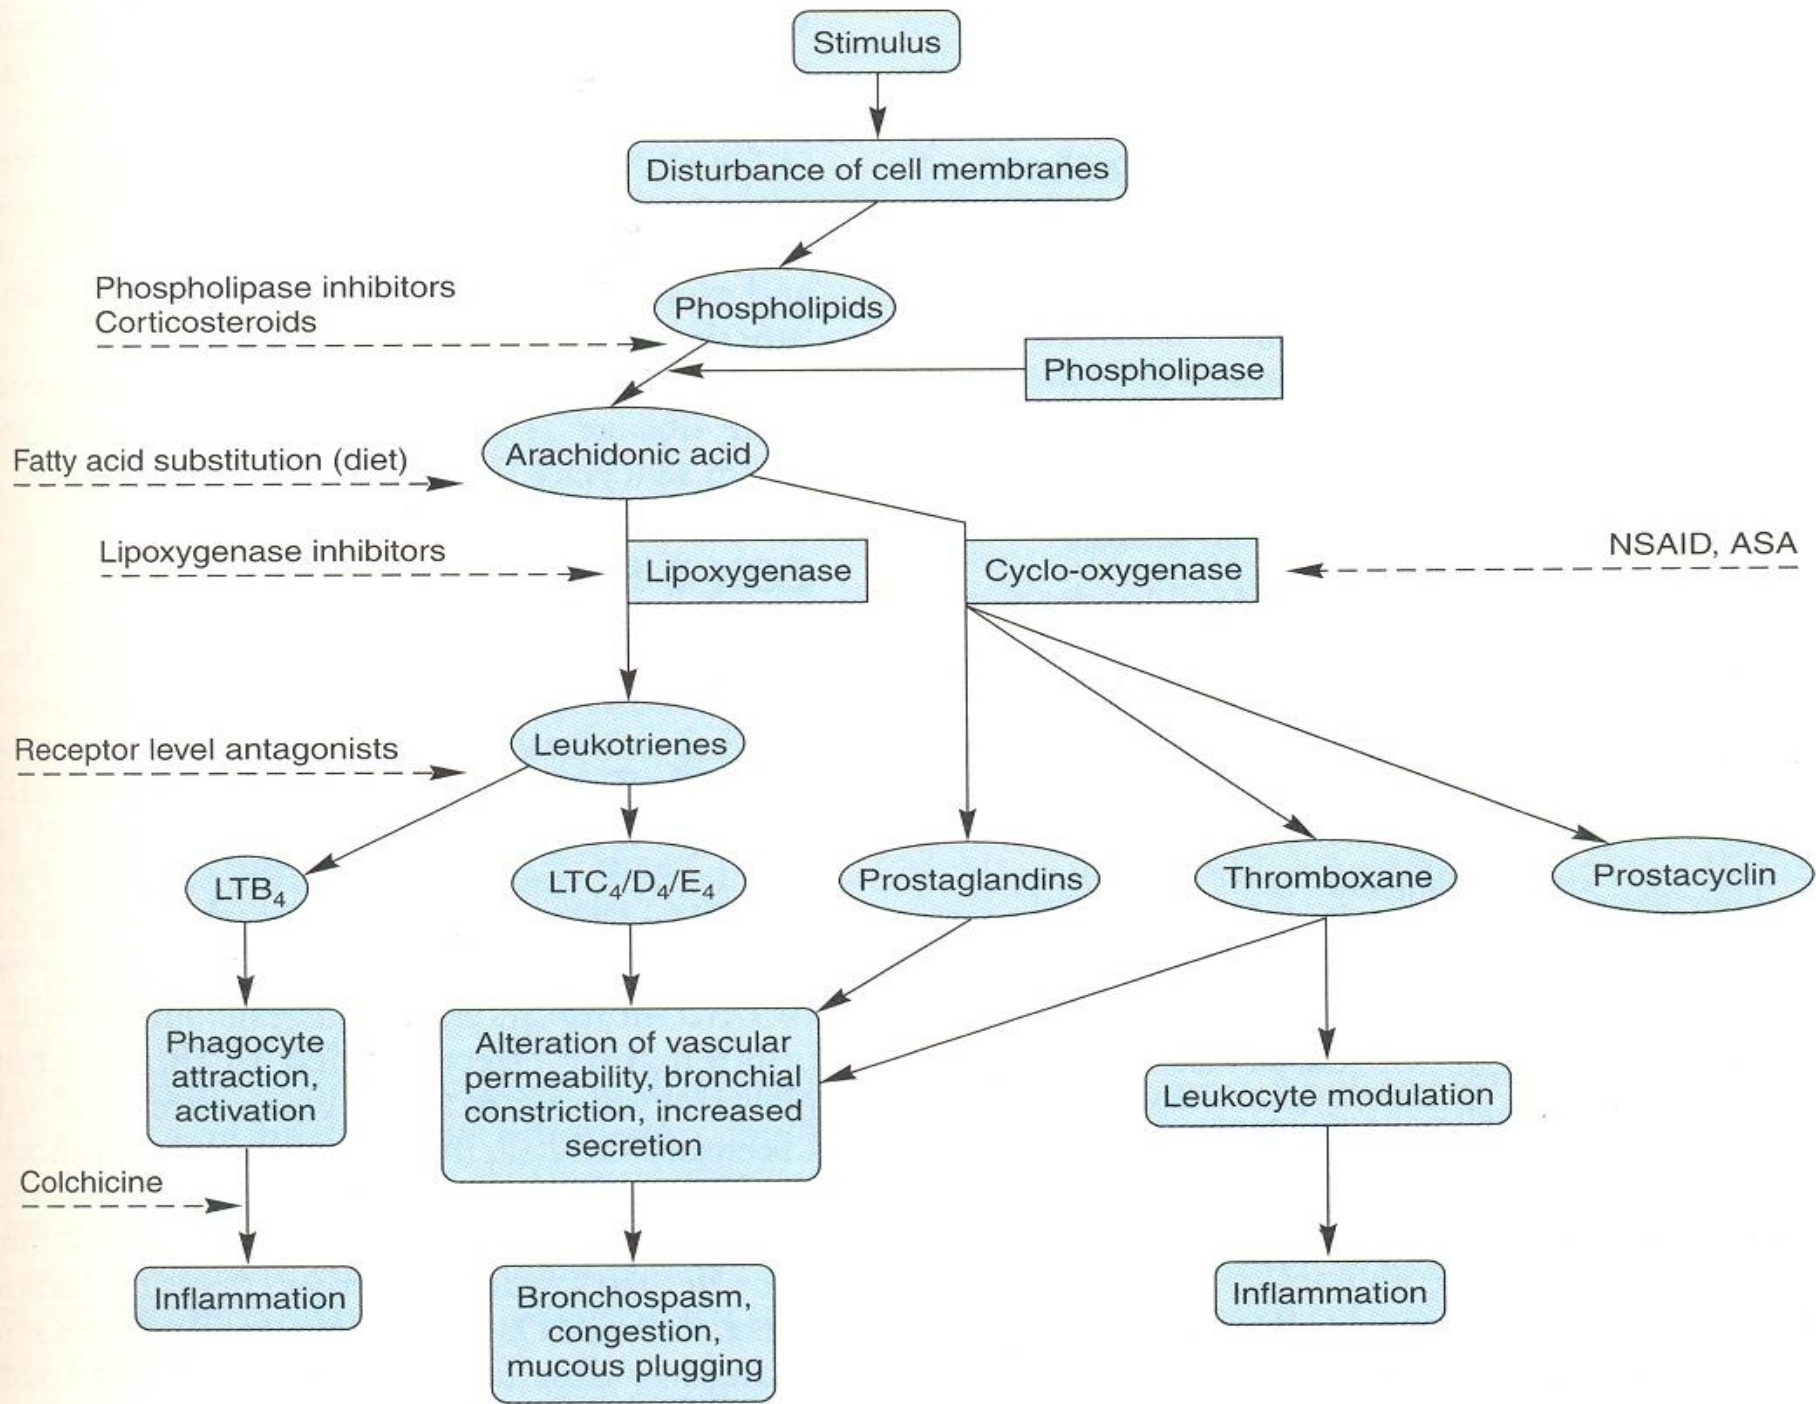 Stimulus
Disturbance of cell membranes
Phospholipase inhibitors
Corticosteroids
Phospholipids
Phospholipase
Fatty acid substitution (diet)
Arachidonic acid
Lipoxygenase inhibitors
Lipoxygenase
Cyclo-oxygenase
NSAID, ASA
Receptor level antagonists
Leukotrienes
LTB₄
LTC₄/D₄/E₄
Prostaglandins
Thromboxane
Prostacyclin
Phagocyte
attraction,
activation
Alteration of vascular
permeability, bronchial
constriction, increased
secretion
Leukocyte modulation
Colchicine
Inflammation
Bronchospasm,
congestion,
mucous plugging
Inflammation